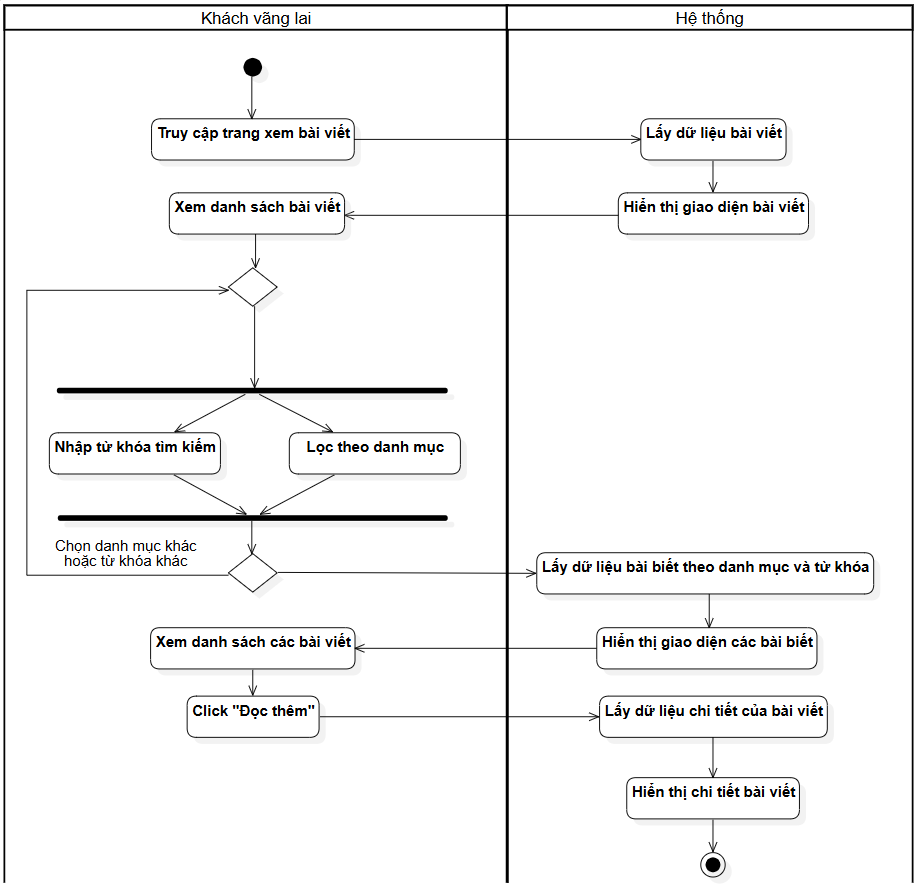 Khách vãng lai
Hệ thống
Truy cập trang xem bài viết
Lấy dữ liệu bài viết
Xem danh sách bài viết
Hiển thị giao diện bài viết
Nhập từ khóa tìm kiếm
Lọc theo danh mục
Chọn danh mục khác
hoặc từ khóa khác
Lấy dữ liệu bài biết theo danh mục và từ khóa
Xem danh sách các bài viết
Hiển thị giao diện các bài biết
Click "Đọc thêm"
Lấy dữ liệu chi tiết của bài viết
Hiển thị chi tiết bài viết